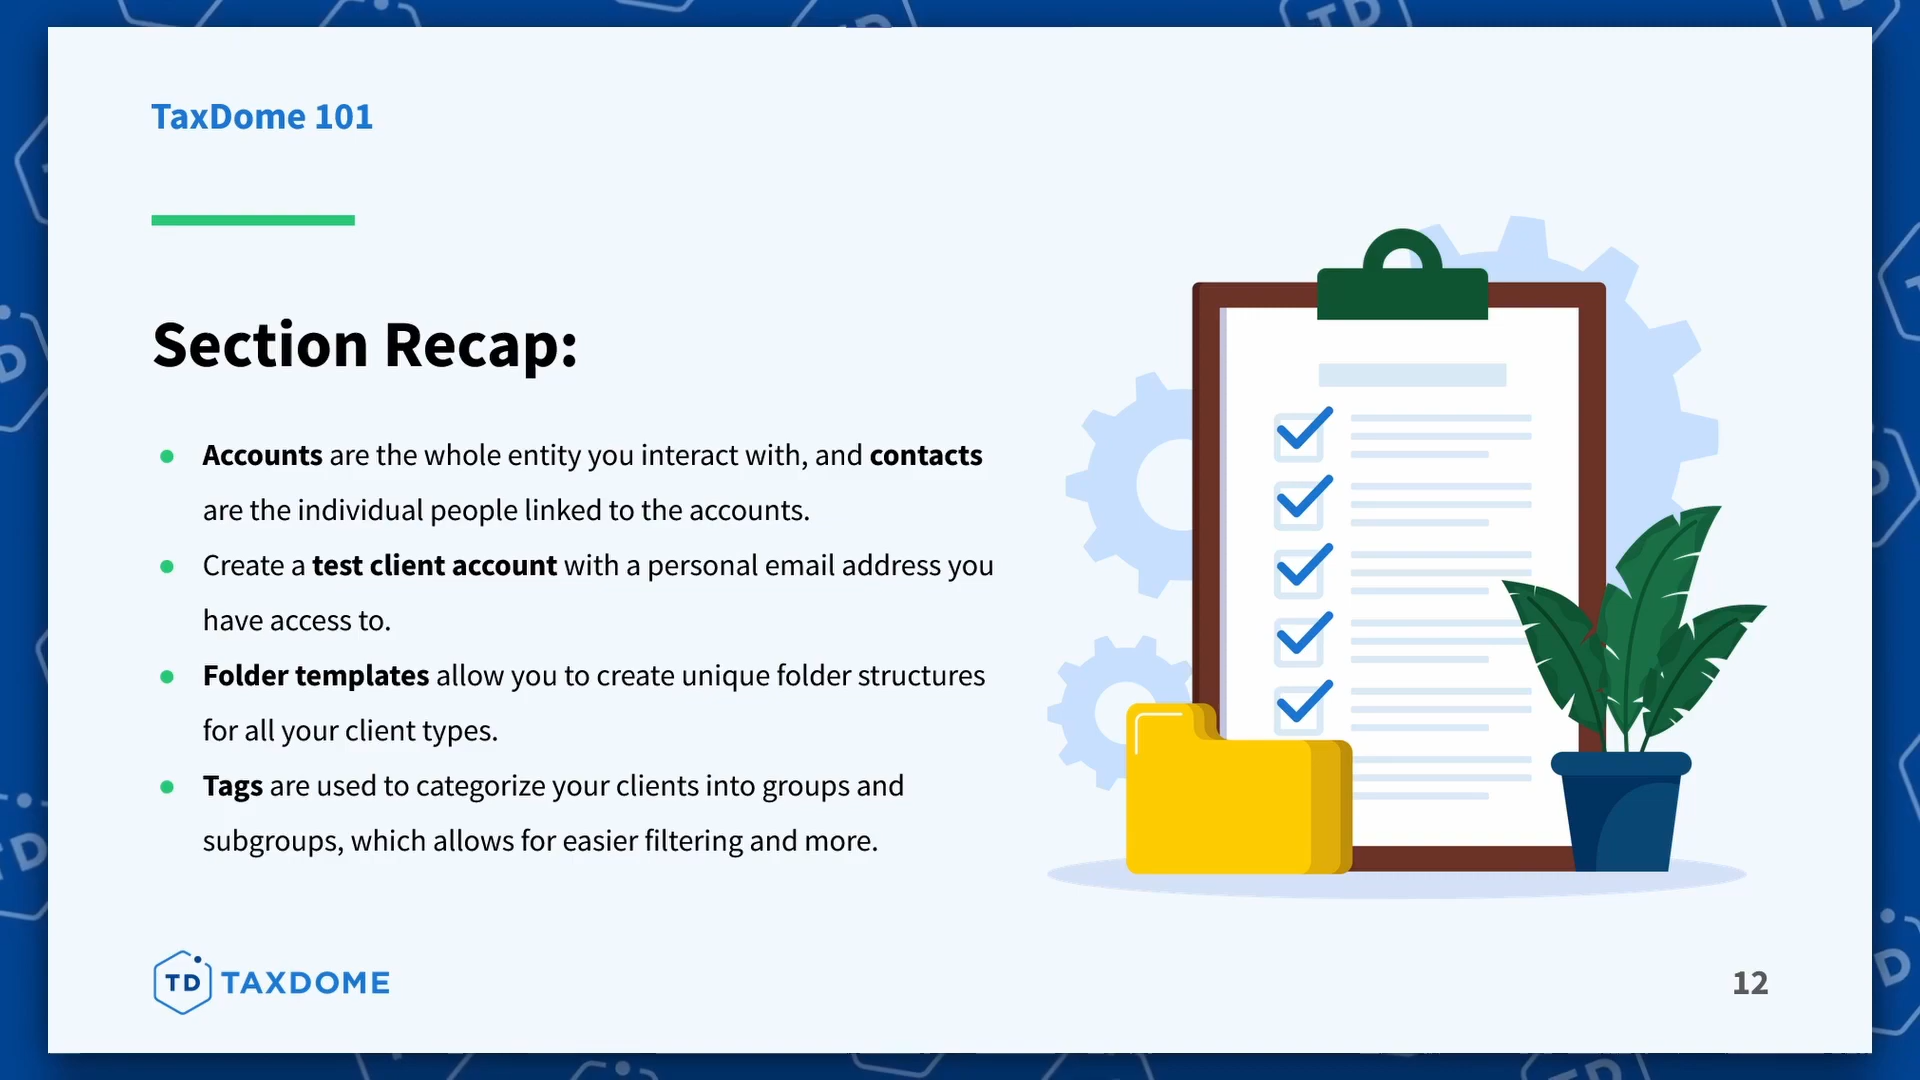 TaxDome 101
Section Recap:
Accounts are the whole entity you interact with, and contacts
are the individual people linked to the accounts.
Create a test client account with a personal email address you
have access to.
Folder templates allow you to create unique folder structures
for all your client types.
Tags are used to categorize your clients into groups and
subgroups, which allows for easier filtering and more.
TD TAXDOME
12